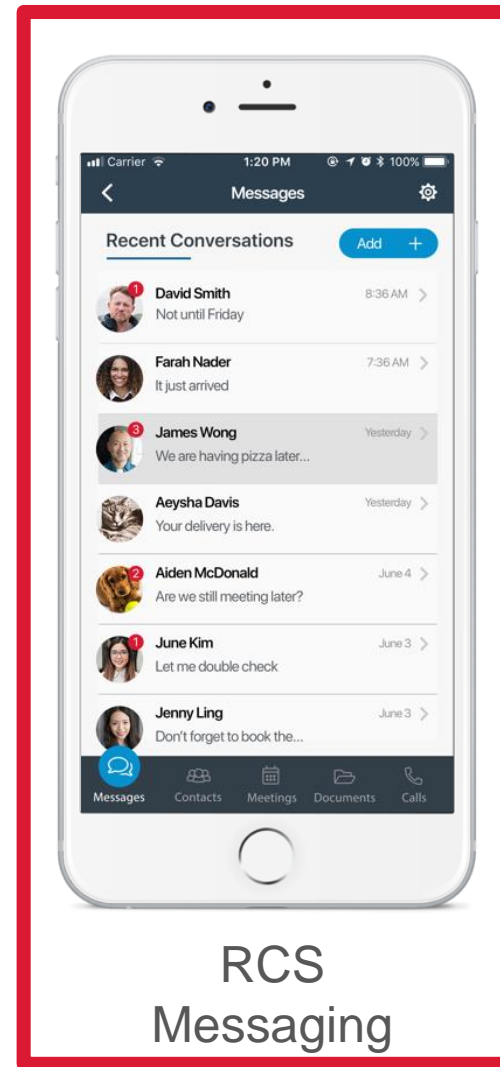 Carrier 1:20 PM 100%
Messages
Recent Conversations Add +
1 David Smith 8:36 AM
Not until Friday
Farah Nader 7:36 AM
It just arrived
3 James Wong Yesterday
We are having pizza later...
Aeysha Davis Yesterday
Your delivery is here.
2 Aiden McDonald June 4
Are we still meeting later?
1 June Kim June 3
Let me double check
Jenny Ling June 3
Don't forget to book the...
Messages Contacts Meetings Documents Calls
RCS
Messaging